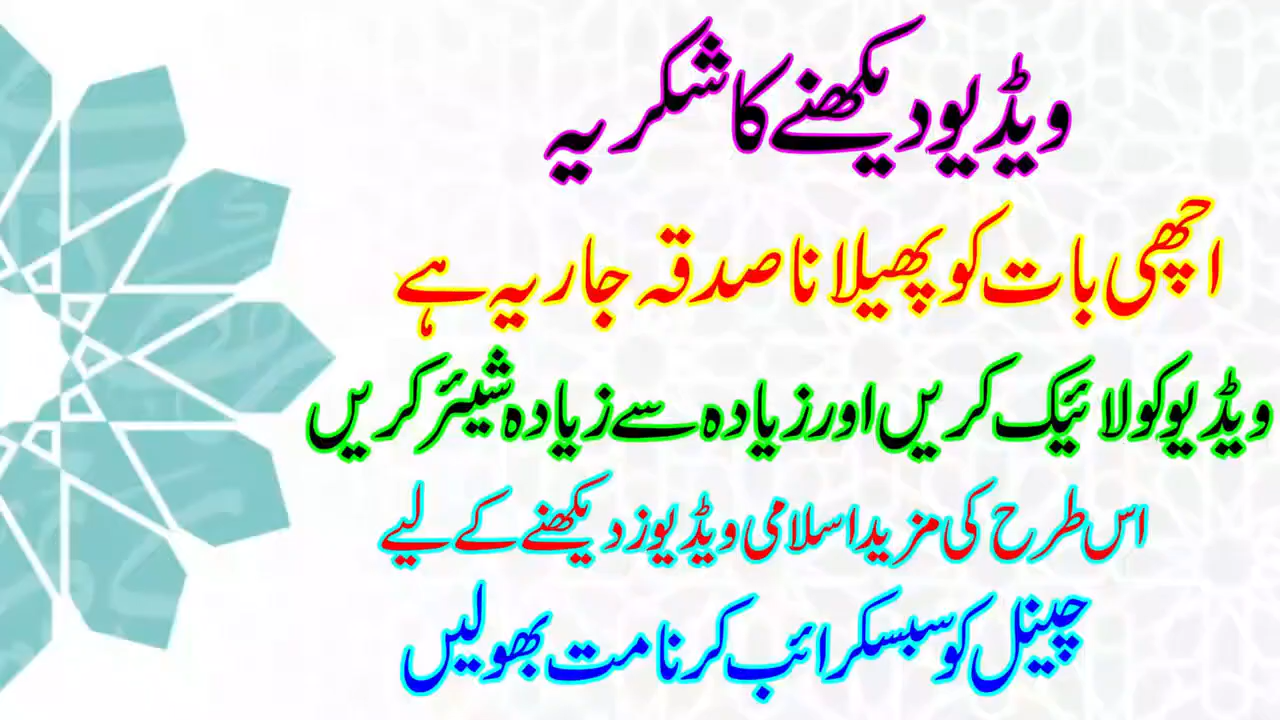 ویڈیو دیکھنے کا شکریہ
اچھی بات کو پھیلانا صدقہ جاریہ ہے
ویڈیو کو لائیک کریں اور زیادہ سے زیادہ شیئر کریں
اس طرح کی مزید اسلامی ویڈیوز دیکھنے کے لیے
چینل کو سبسکرائب کرنا مت بھولیں